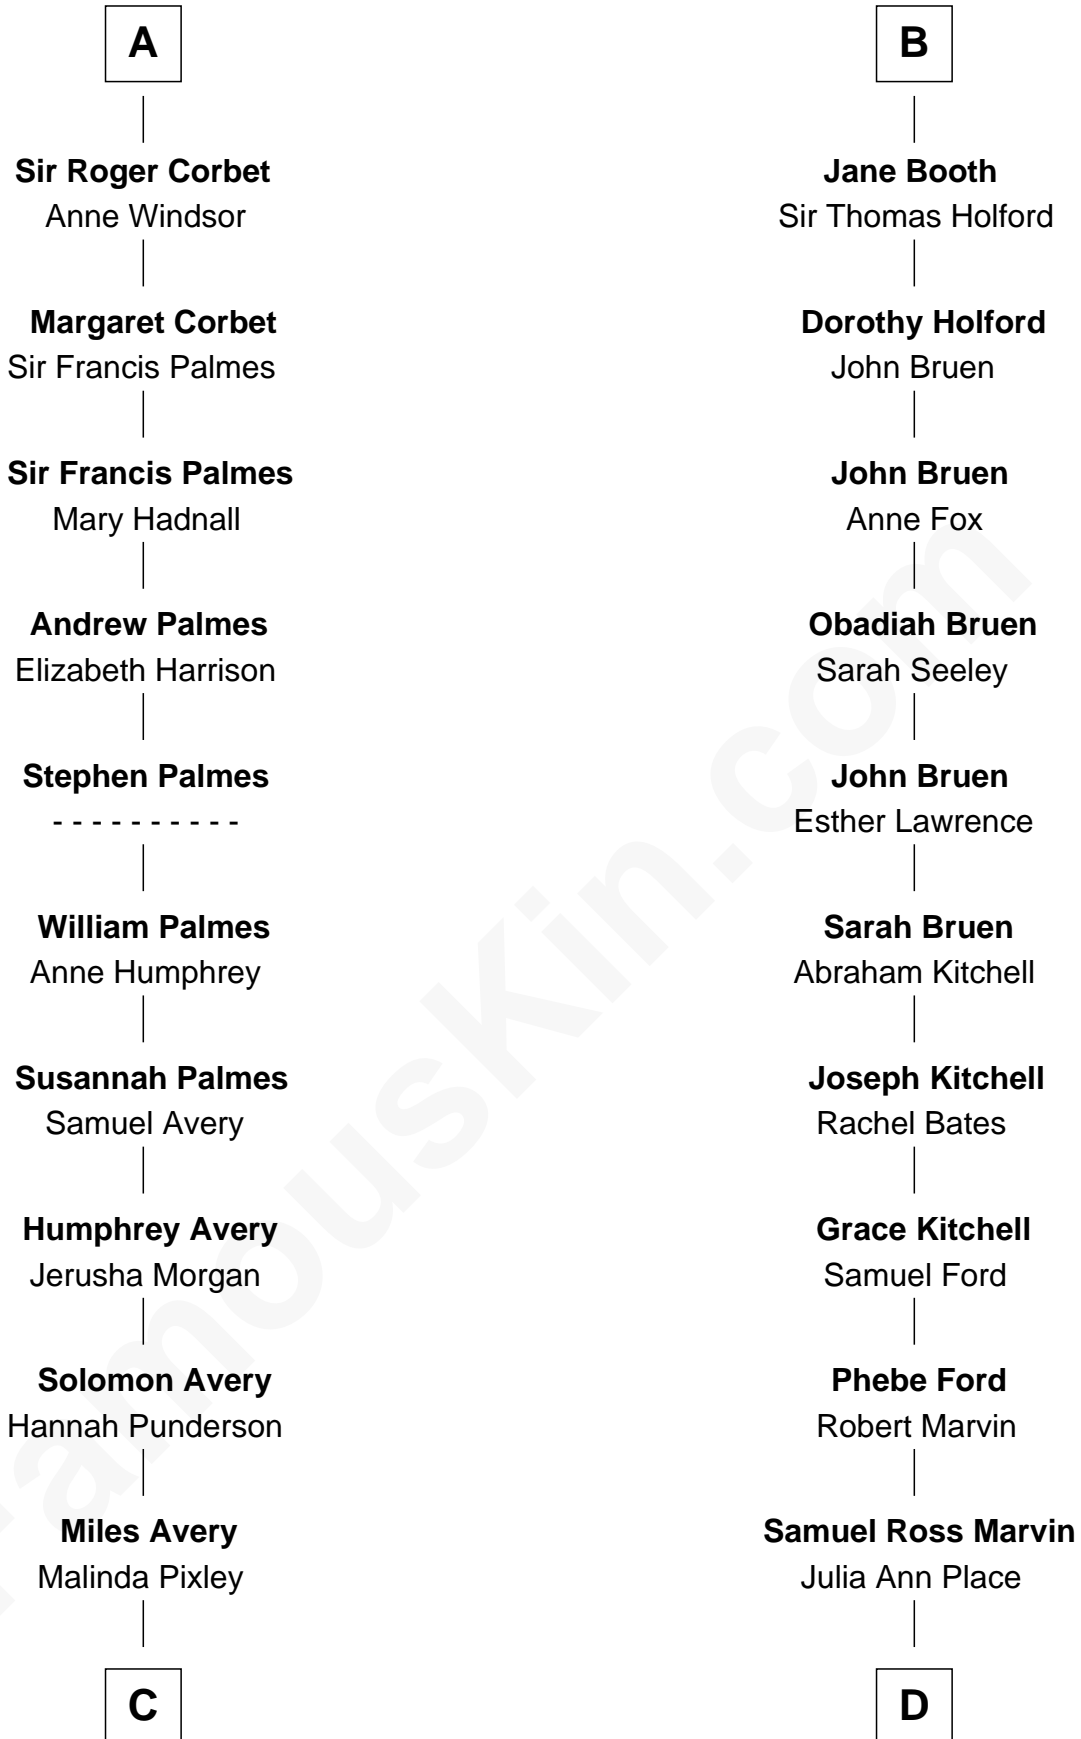 A
Sir Roger Corbet
Anne Windsor
Margaret Corbet
Sir Francis Palmes
Sir Francis Palmes
Mary Hadnall
Andrew Palmes
Elizabeth Harrison
Stephen Palmes
- - - - - - - - - -
William Palmes
Anne Humphrey
Susannah Palmes
Samuel Avery
Humphrey Avery
Jerusha Morgan
Solomon Avery
Hannah Punderson
Miles Avery
Malinda Pixley
C
B
Jane Booth
Sir Thomas Holford
Dorothy Holford
John Bruen
John Bruen
Anne Fox
Obadiah Bruen
Sarah Seeley
John Bruen
Esther Lawrence
Sarah Bruen
Abraham Kitchell
Joseph Kitchell
Rachel Bates
Grace Kitchell
Samuel Ford
Phebe Ford
Robert Marvin
Samuel Ross Marvin
Julia Ann Place
D
FamousKin.com